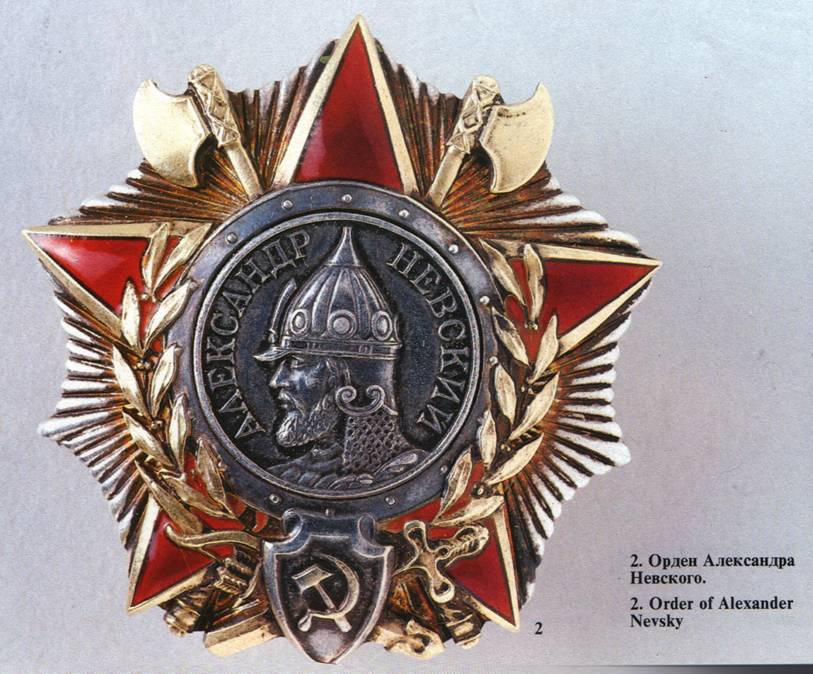 АЛЕКСАНДР НЕВСКИЙ
2. Орден Александра
Невского.
2. Order of Alexander
Nevsky
2